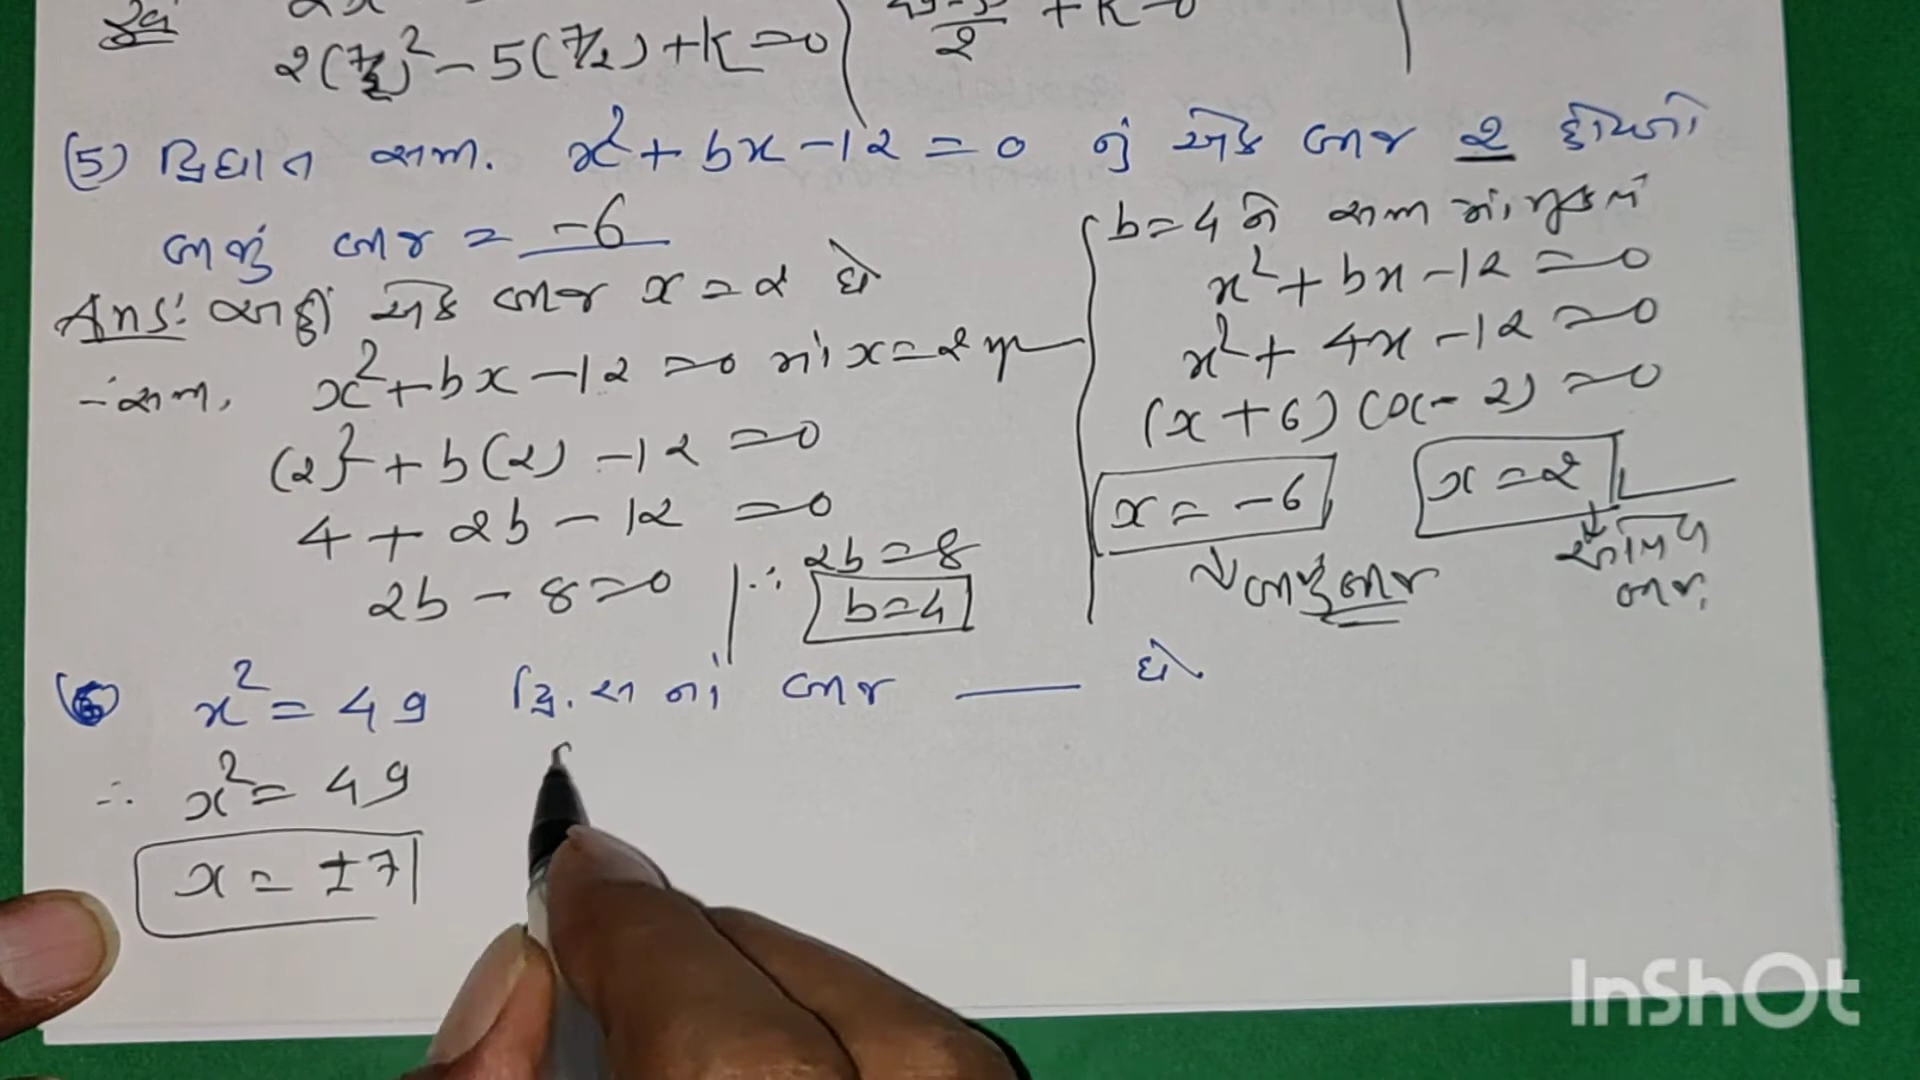 2(7/2)² - 5(7/2) + k = 0
(5) દ્વિઘાત સમી. x² + bx - 12 = 0 નું એક બીજ 2 હોય તો
બીજું બીજ = -6
Ans: અહીં એક બીજ x = 2 છે
∴ સમી. x² + bx - 12 = 0 માં x = 2 મૂ
(2)² + b(2) - 12 = 0
4 + 2b - 12 = 0
2b - 8 = 0
∴ 2b = 8
b = 4
b = 4 ને સમી માં મૂકતાં
x² + bx - 12 = 0
x² + 4x - 12 = 0
(x + 6) (x - 2) = 0
x = -6 x = 2
બીજું બીજ
આપેલ બીજ.
(6) x² = 49 દ્વિ. સ નાં બીજ ____ છે
∴ x² = 49
x = ±7
InShOt